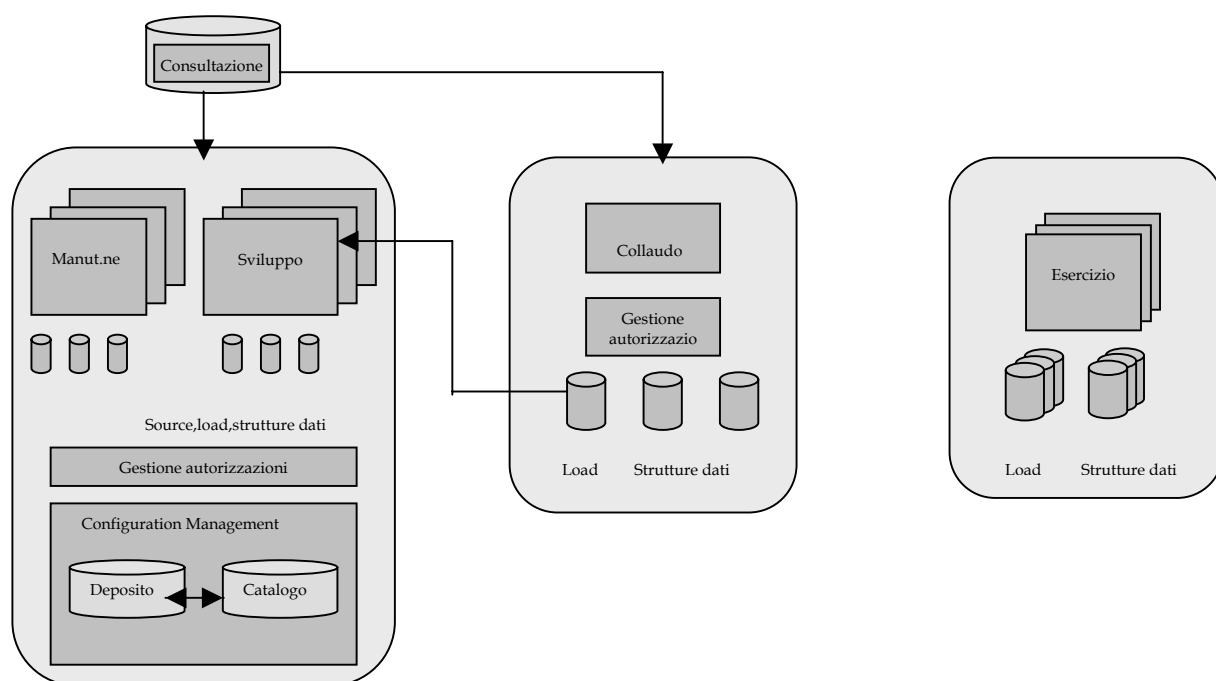 Consultazione
Manut.ne
Sviluppo
Source,load,strutture dati
Gestione autorizzazioni
Configuration Management
Deposito
Catalogo
Collaudo
Gestione
autorizzazio
Load
Strutture dati
Esercizio
Load
Strutture dati